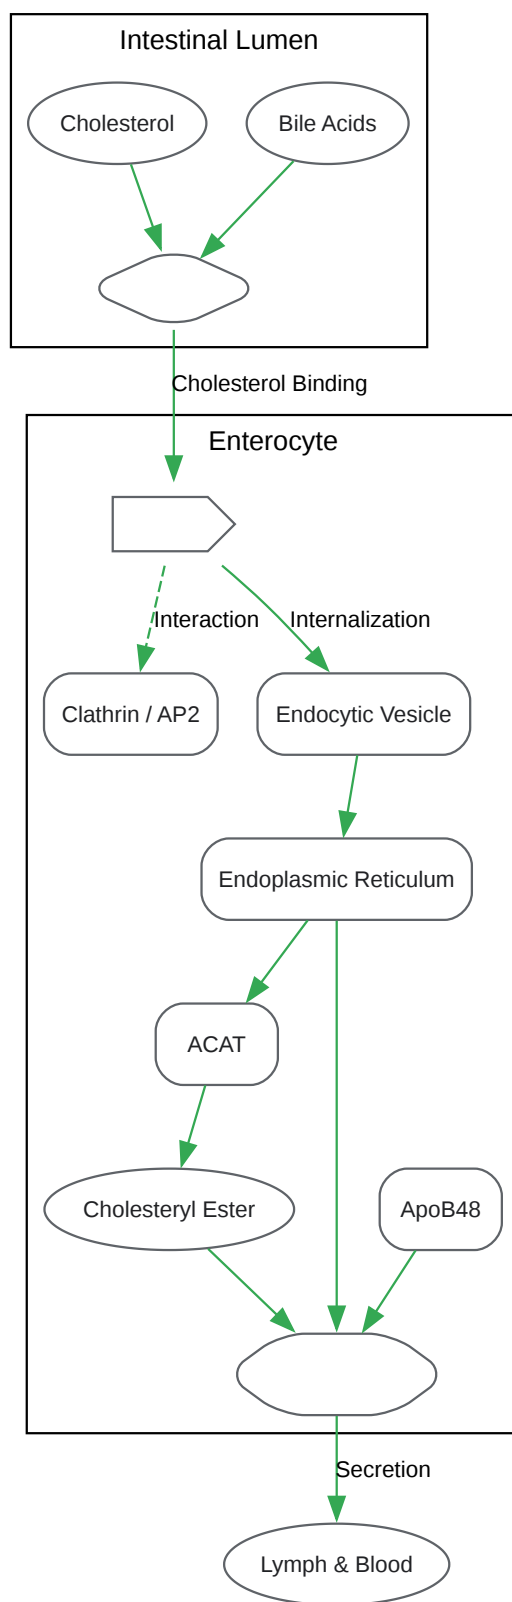 Intestinal Lumen
Cholesterol
Bile Acids
Cholesterol Binding
Enterocyte
Interaction
Internalization
Clathrin / AP2
Endocytic Vesicle
Endoplasmic Reticulum
ACAT
Cholesteryl Ester
ApoB48
Secretion
Lymph & Blood